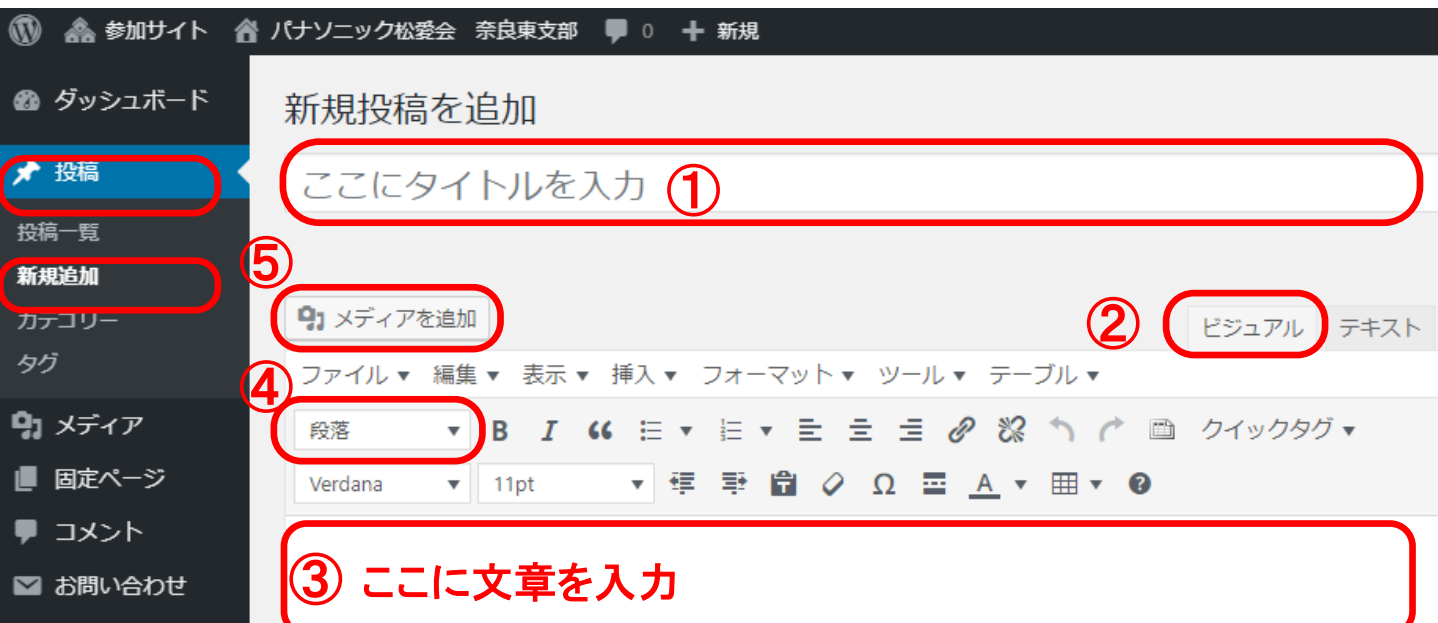 参加サイト パナソニック松愛会 奈良東支部 0 新規
ダッシュボード
投稿
投稿一覧
新規追加
カテゴリー
タグ
メディア
固定ページ
コメント
お問い合わせ
新規投稿を追加
ここにタイトルを入力 ①
⑤
メディアを追加
② ビジュアル テキスト
ファイル 編集 表示 挿入 フォーマット ツール テーブル
④
段落 B I クイックタグ
Verdana 11pt Ω A
③ ここに文章を入力